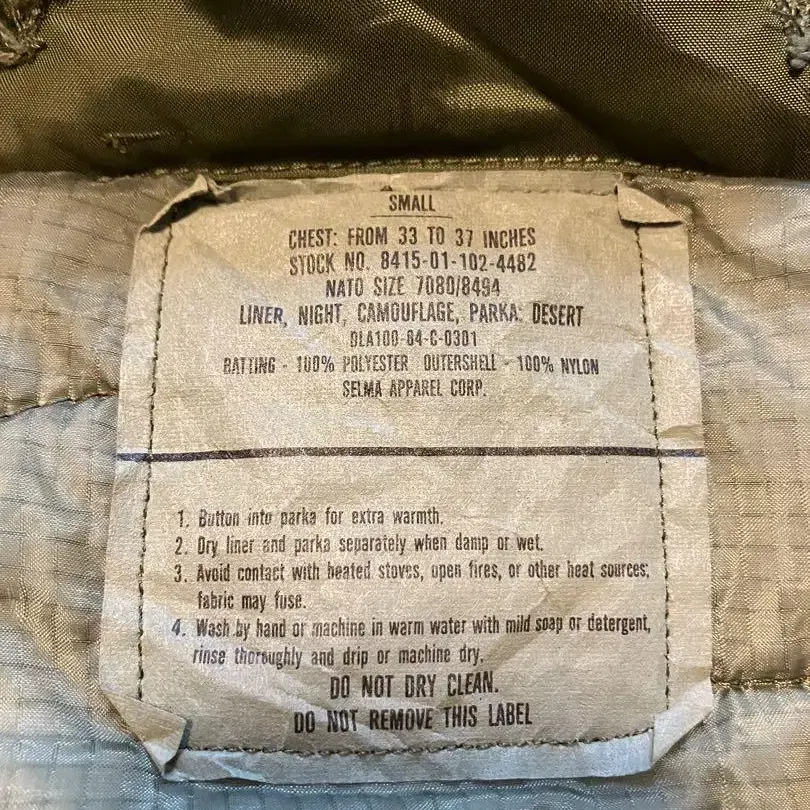 SMALL
CHEST: FROM 33 TO 37 INCHES
STOCK NO. 8415-01-102-4482
NATO SIZE 7080/8494
LINER, NIGHT, CAMOUFLAGE, PARKA: DESERT
DLA100-84-C-0301
BATTING - 100% POLYESTER OUTERSHELL - 100% NYLON
SELMA APPAREL CORP.
1. Button into parka for extra warmth.
2. Dry liner and parka separately when damp or wet.
3. Avoid contact with heated stoves, open fires, or other heat sources;
fabric may fuse.
4. Wash by hand or machine in warm water with mild soap or detergent,
rinse thoroughly and drip or machine dry.
DO NOT DRY CLEAN.
DO NOT REMOVE THIS LABEL